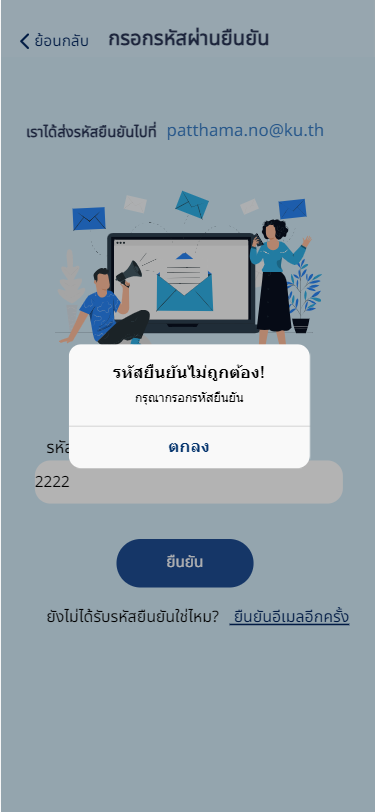 ย้อนกลับ กรอกรหัสผ่านยืนยัน
เราได้ส่งรหัสยืนยันไปที่ patthama.no@ku.th
รหัสยืนยันไม่ถูกต้อง!
กรุณากรอกรหัสยืนยัน
ตกลง
2222
ยืนยัน
ยังไม่ได้รับรหัสยืนยันใช่ไหม? ยืนยันอีเมลอีกครั้ง